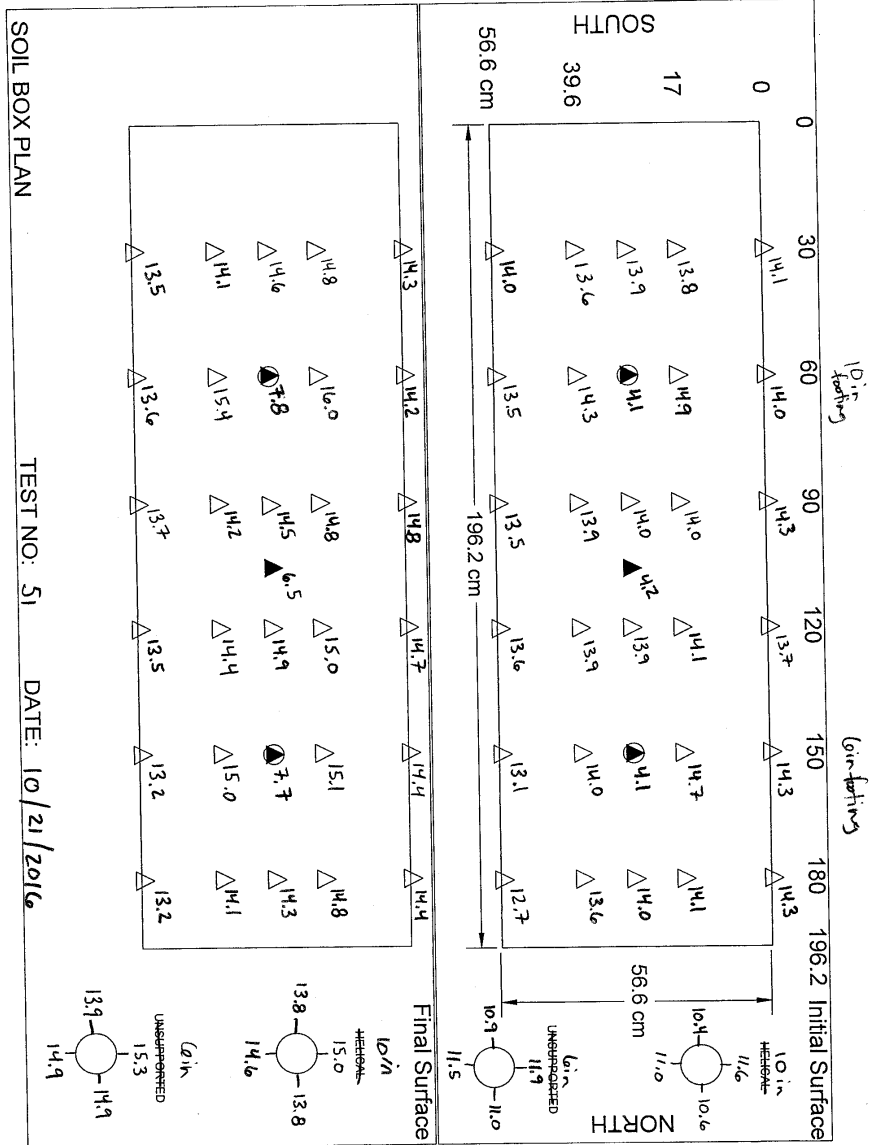 10 in footing
6in footing
0 30 60 90 120 150 180 196.2 Initial Surface
0
14.1 14.0 14.3 13.7 14.3 14.3
17
13.8 14.9 14.0 14.1 14.7 14.1
13.9 4.1 14.0 4.2 13.9 4.1 14.0
39.6
13.6 14.3 13.9 13.9 14.0 13.6
56.6 cm
14.0 13.5 13.5 13.6 13.1 12.7
SOUTH
196.2 cm
56.6 cm
NORTH
10 in
HELICAL
11.6
10.4 10.6
11.0
6in
UNSUPPORTED
11.9
10.9 11.0
11.5
Final Surface
14.3 14.2 14.8 14.7 14.4 14.4
14.8 16.0 14.8 15.0 15.1 14.8
14.6 7.8 14.5 6.5 14.9 7.7 14.3
14.1 15.4 14.2 14.4 15.0 14.1
13.5 13.6 13.7 13.5 13.2 13.2
10in
HELICAL
15.0
13.8 13.8
14.6
6in
UNSUPPORTED
15.3
13.9 14.9
14.9
SOIL BOX PLAN TEST NO: 51 DATE: 10/21/2016